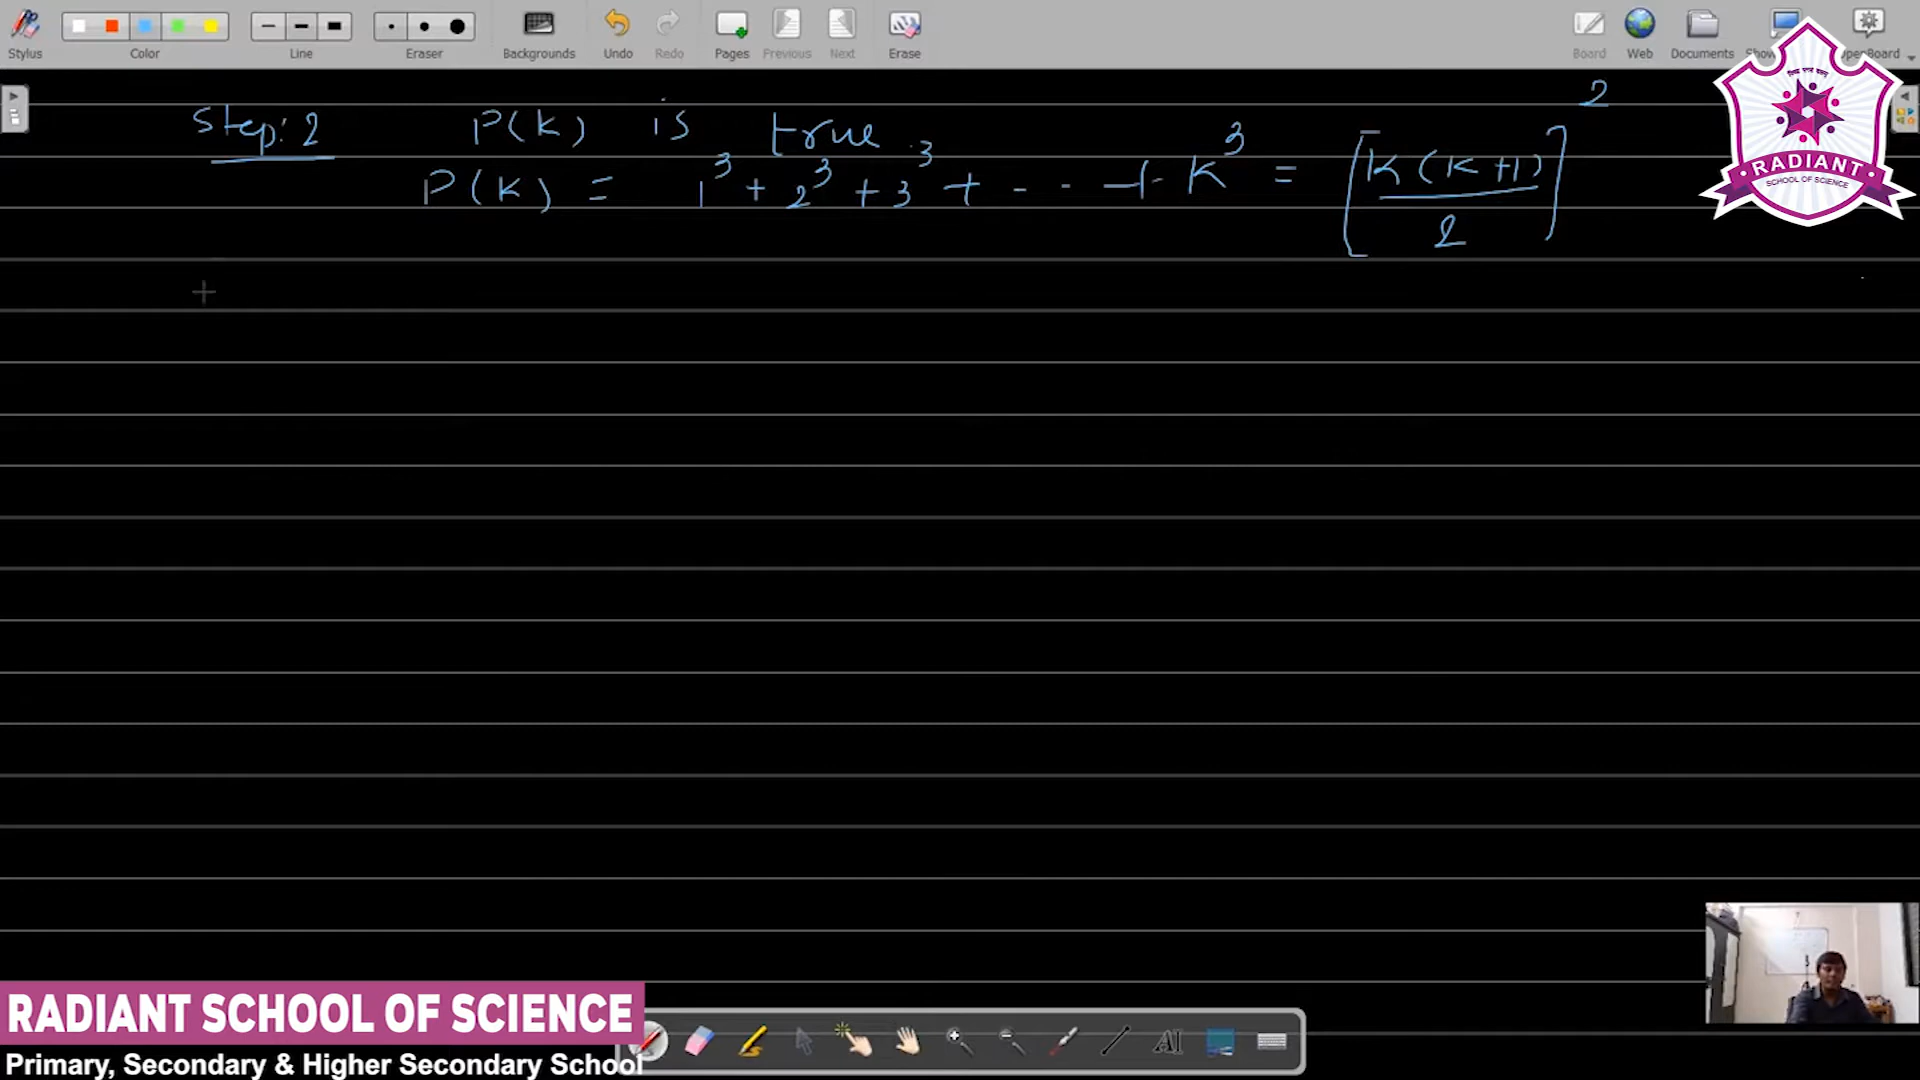 Stylus Color Line Eraser Backgrounds Undo Redo Pages Previous Next Erase Board Web Documents OpenBoard
Step: 2 P(K) is true.
P(K) = 1³ + 2³ + 3³ + - - - + K³ = [K(K+1)/2]²
RADIANT
SCHOOL OF SCIENCE
RADIANT SCHOOL OF SCIENCE
Primary, Secondary & Higher Secondary School